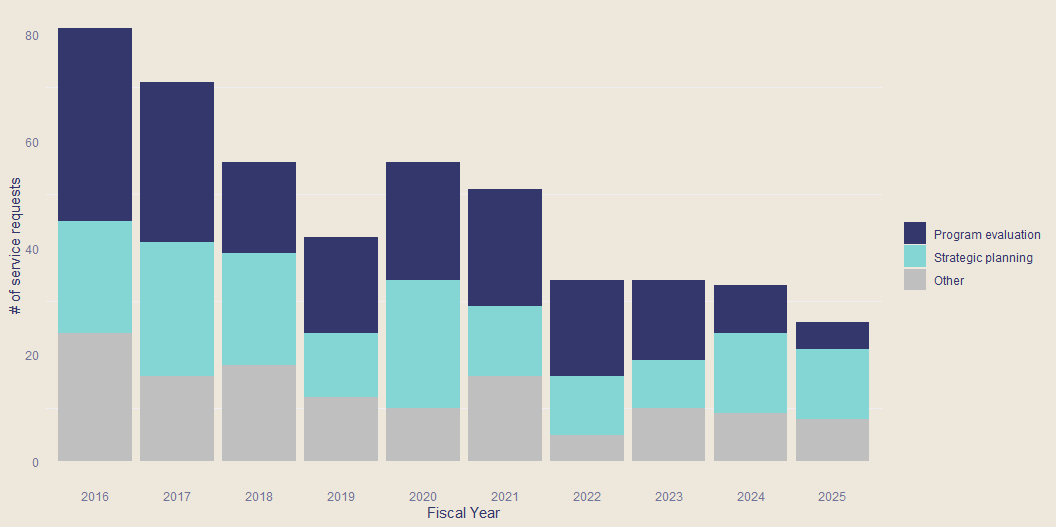 80
60
40
20
0
# of service requests
2016 2017 2018 2019 2020 2021 2022 2023 2024 2025
Fiscal Year
Program evaluation
Strategic planning
Other